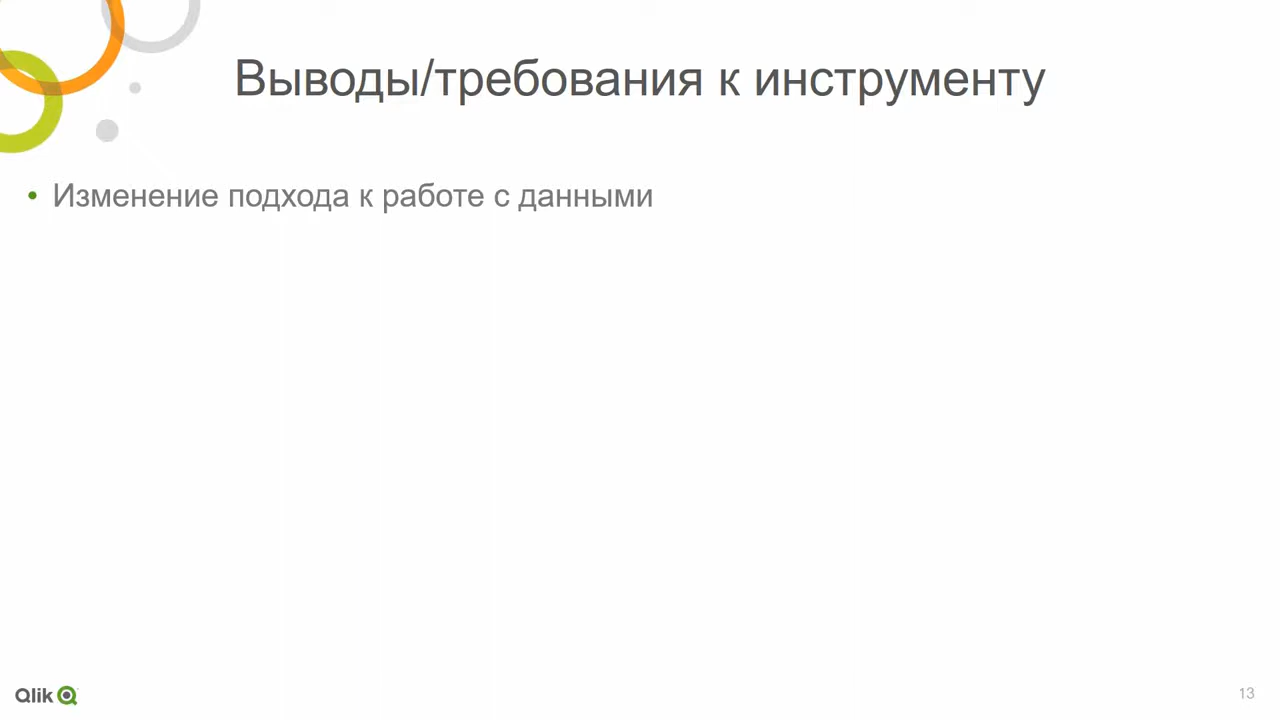 Выводы/требования к инструменту
• Изменение подхода к работе с данными
Qlik
13